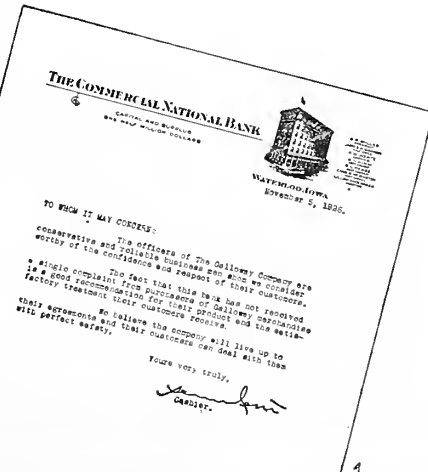 THE COMMERCIAL NATIONAL BANK
CAPITAL AND SURPLUS
ONE HALF MILLION DOLLARS
WATERLOO, IOWA
November 5, 1926.
TO WHOM IT MAY CONCERN:
The officers of The Galloway Company are
conservative and reliable business men whom we consider
worthy of the confidence and respect of their customers.
The fact that this bank has not received
a single complaint from purchasers of Galloway merchandise
is a good recommendation for their product and the satis-
factory treatment their customers receive.
We believe the company will live up to
their agreements and their customers can deal with them
with perfect safety.
Yours very truly,
Cashier.